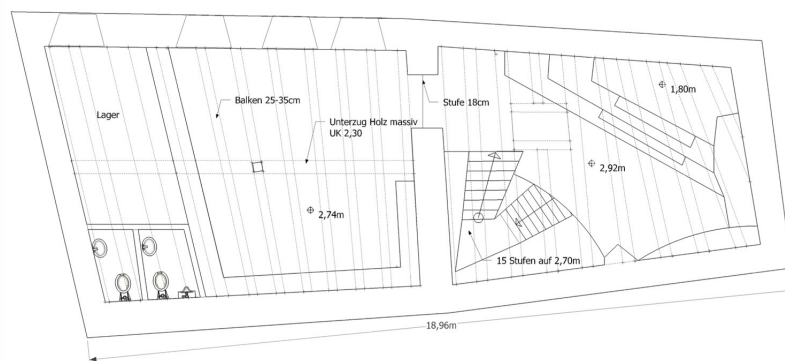 Lager
Balken 25-35cm
Stufe 18cm
1,80m
Unterzug Holz massiv
UK 2,30
2,92m
2,74m
15 Stufen auf 2,70m
18,96m